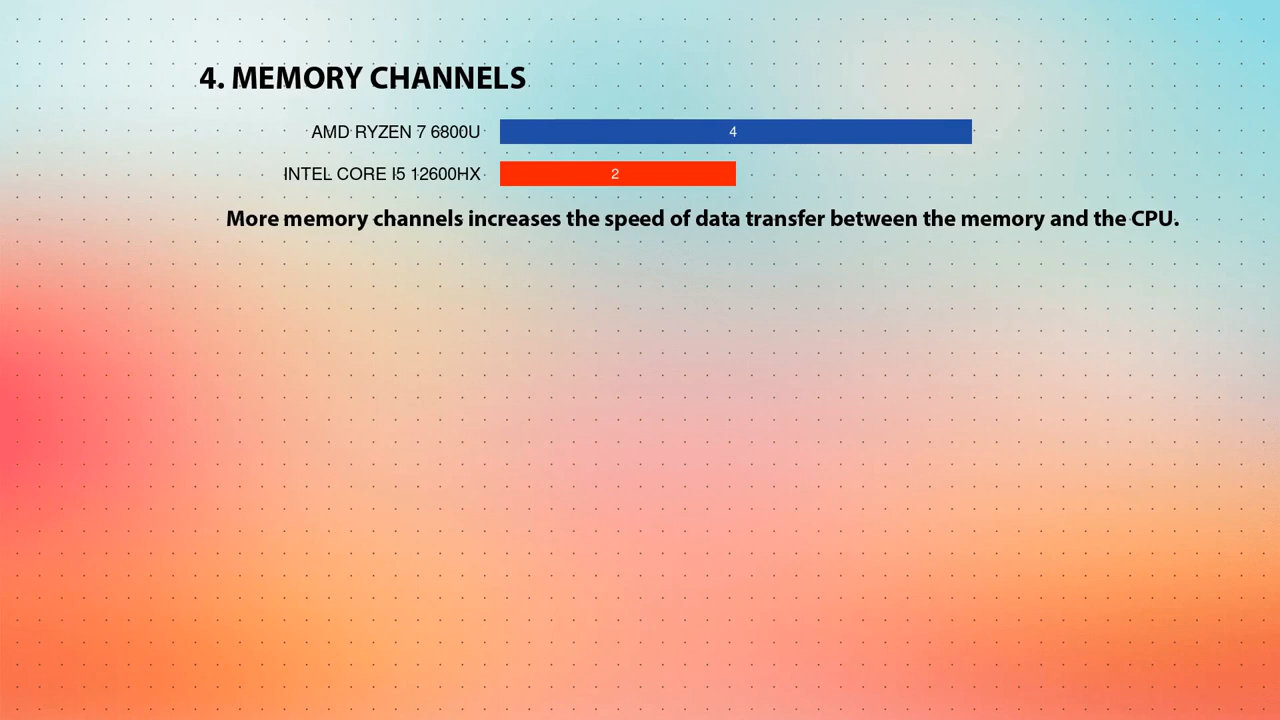 4. MEMORY CHANNELS
AMD RYZEN 7 6800U
4
INTEL CORE I5 12600HX
2
More memory channels increases the speed of data transfer between the memory and the CPU.